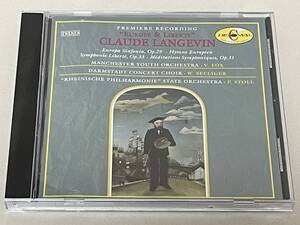 PREMIERE RECORDING
"EUROPE & LIBERTY"
CLAUDE LANGEVIN
Europa Sinfonia, Op.29 - Hymne Européen
Symphonie Liberté, Op.33 - Méditations Symphoniques, Op.31
MANCHESTER YOUTH ORCHESTRA - V. FOX
DARMSTADT CONCERT CHOIR - W. SEELIGER
"RHEINISCHE PHILHARMONIE" STATE ORCHESTRA - P. STOLL